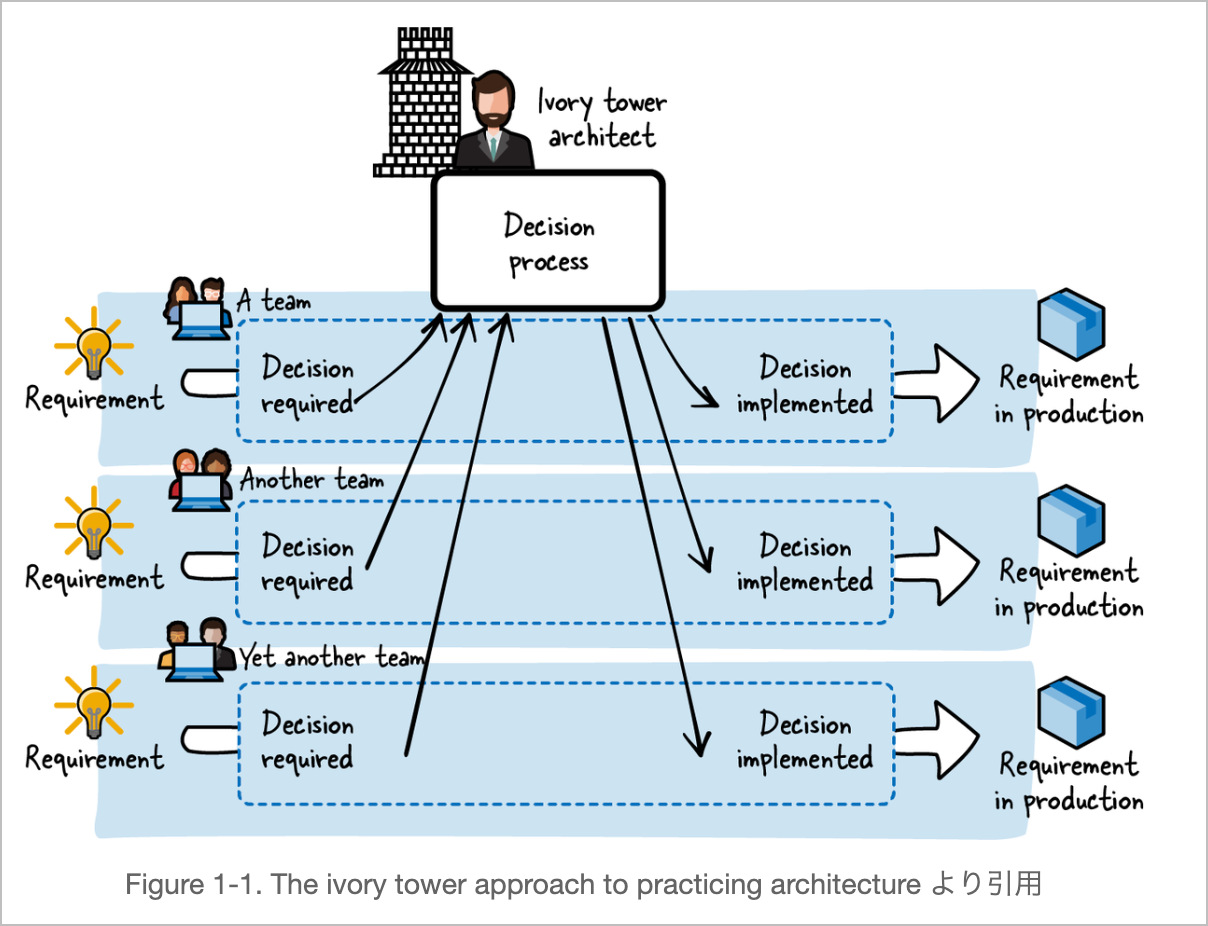 Ivory tower
architect
Decision
process
A team
Requirement
Decision
required
Decision
implemented
Requirement
in production
Another team
Requirement
Decision
required
Decision
implemented
Requirement
in production
Yet another team
Requirement
Decision
required
Decision
implemented
Requirement
in production
Figure 1-1. The ivory tower approach to practicing architecture より引用